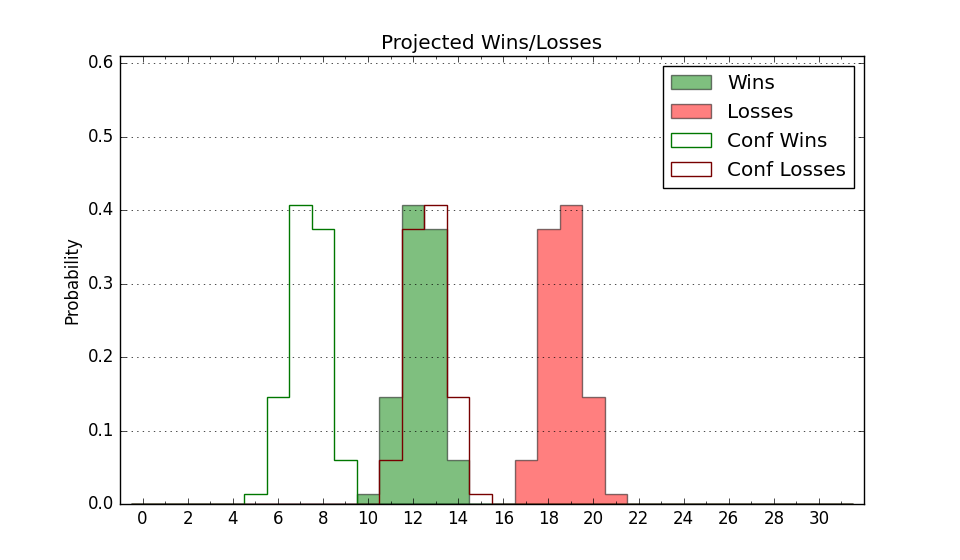 Projected Wins/Losses
Wins
Losses
Conf Wins
Conf Losses
Probability
0.6
0.5
0.4
0.3
0.2
0.1
0.0
0 2 4 6 8 10 12 14 16 18 20 22 24 26 28 30